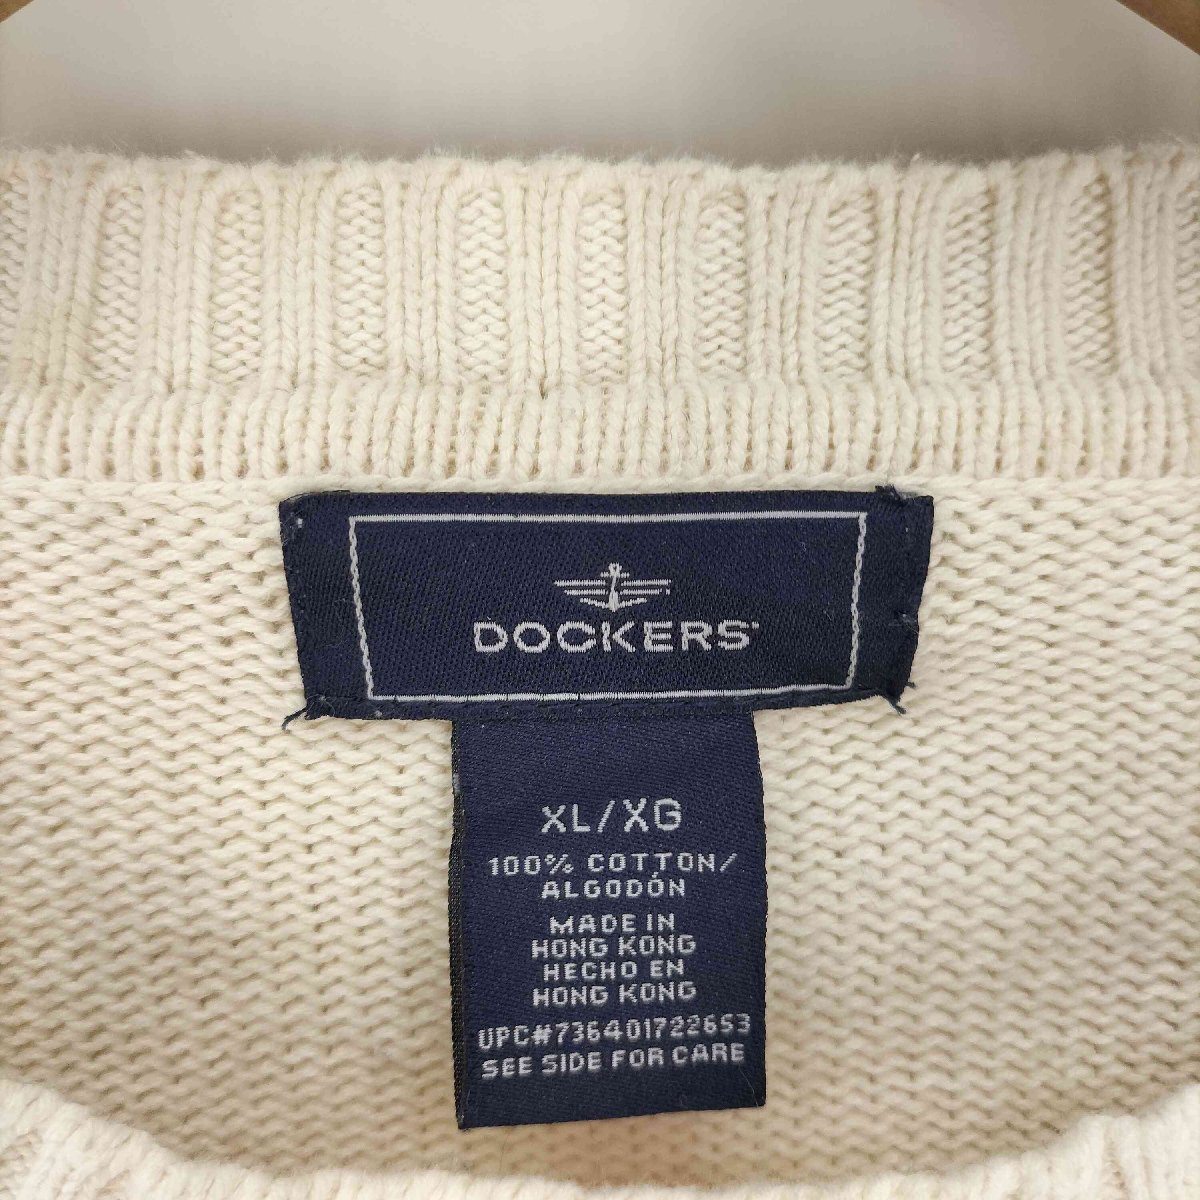 DOCKERS
XL/XG
100% COTTON/
ALGODÓN
MADE IN
HONG KONG
HECHO EN
HONG KONG
UPC#736401722653
SEE SIDE FOR CARE